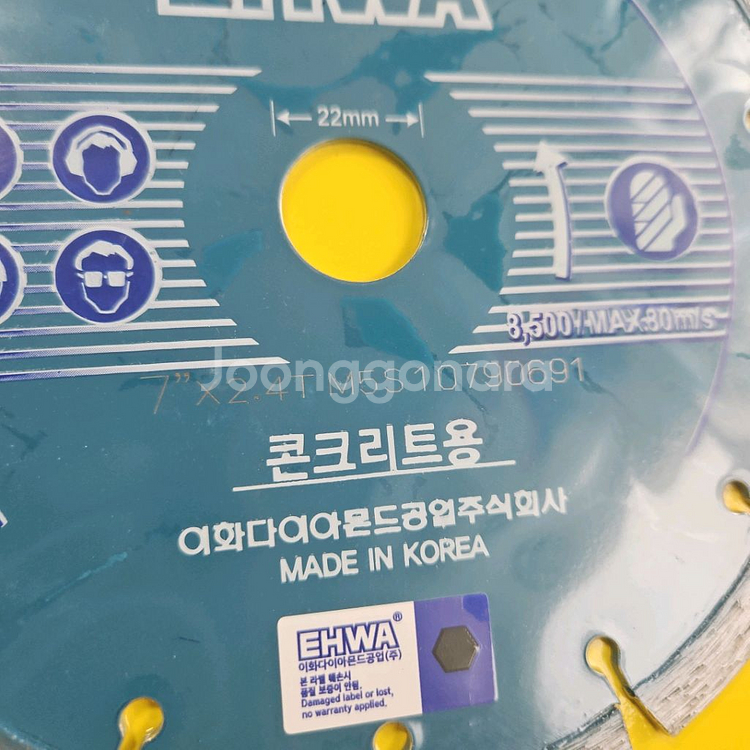 EHWA
22mm
8,500/MAX.80m/s
7" X 2.4T M5S 1D790691
Joonggonara
콘크리트용
이화다이아몬드공업주식회사
MADE IN KOREA
EHWA®
이화다이아몬드공업(주)
본 라벨 훼손시
품질 보증이 안됨.
Damaged label or lost,
no warranty applied.